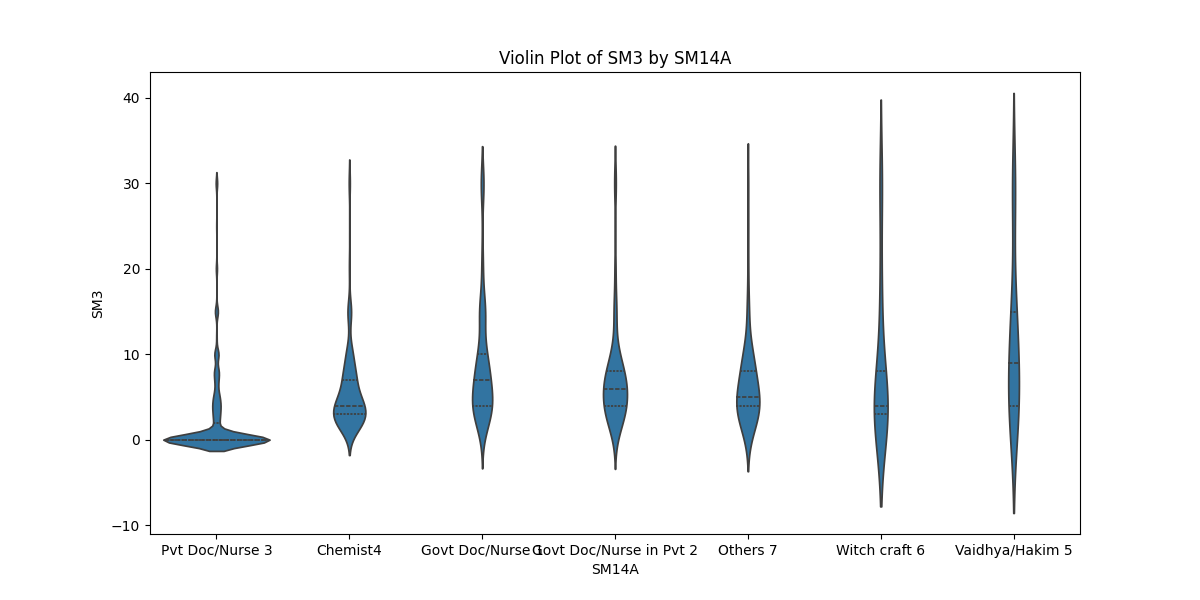 Violin Plot of SM3 by SM14A
40
30
20
10
0
−10
SM3
Pvt Doc/Nurse 3
Chemist4
Govt Doc/Nurse 1
Govt Doc/Nurse in Pvt 2
Others 7
Witch craft 6
Vaidhya/Hakim 5
SM14A